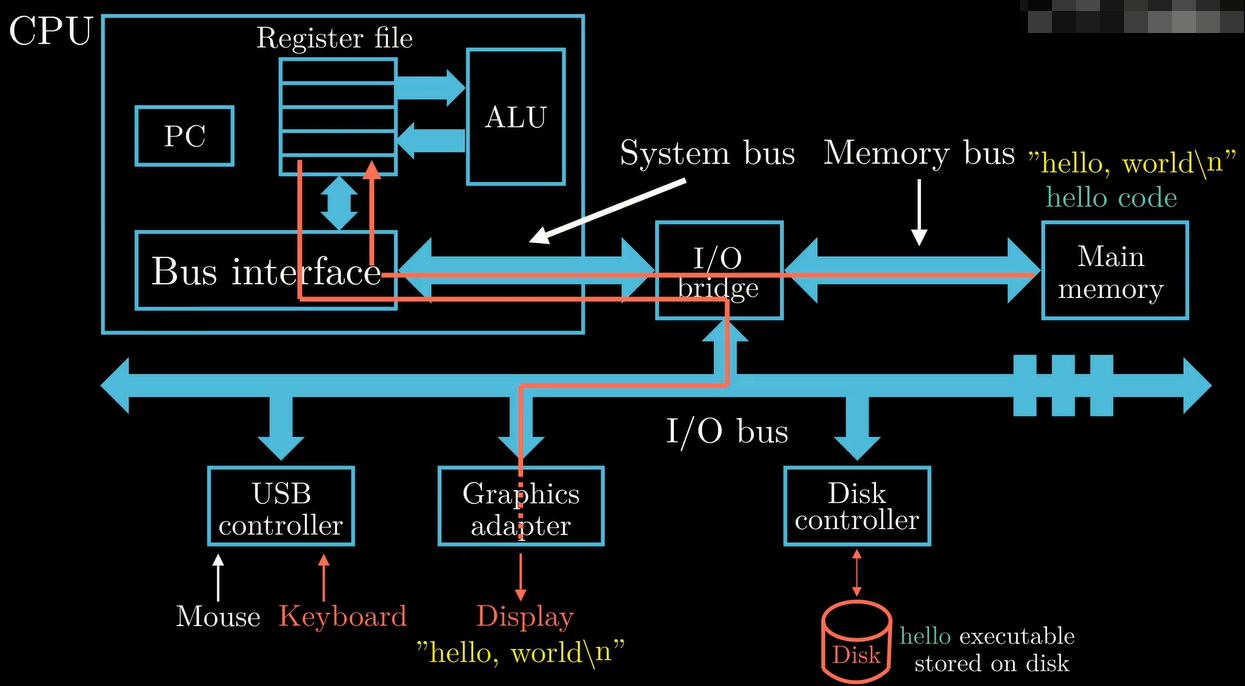 CPU
Register file
PC
ALU
System bus
Memory bus
"hello, world\n"
hello code
Bus interface
I/O
bridge
Main
memory
I/O bus
USB
controller
Graphics
adapter
Disk
controller
Mouse
Keyboard
Display
"hello, world\n"
Disk
hello executable
stored on disk